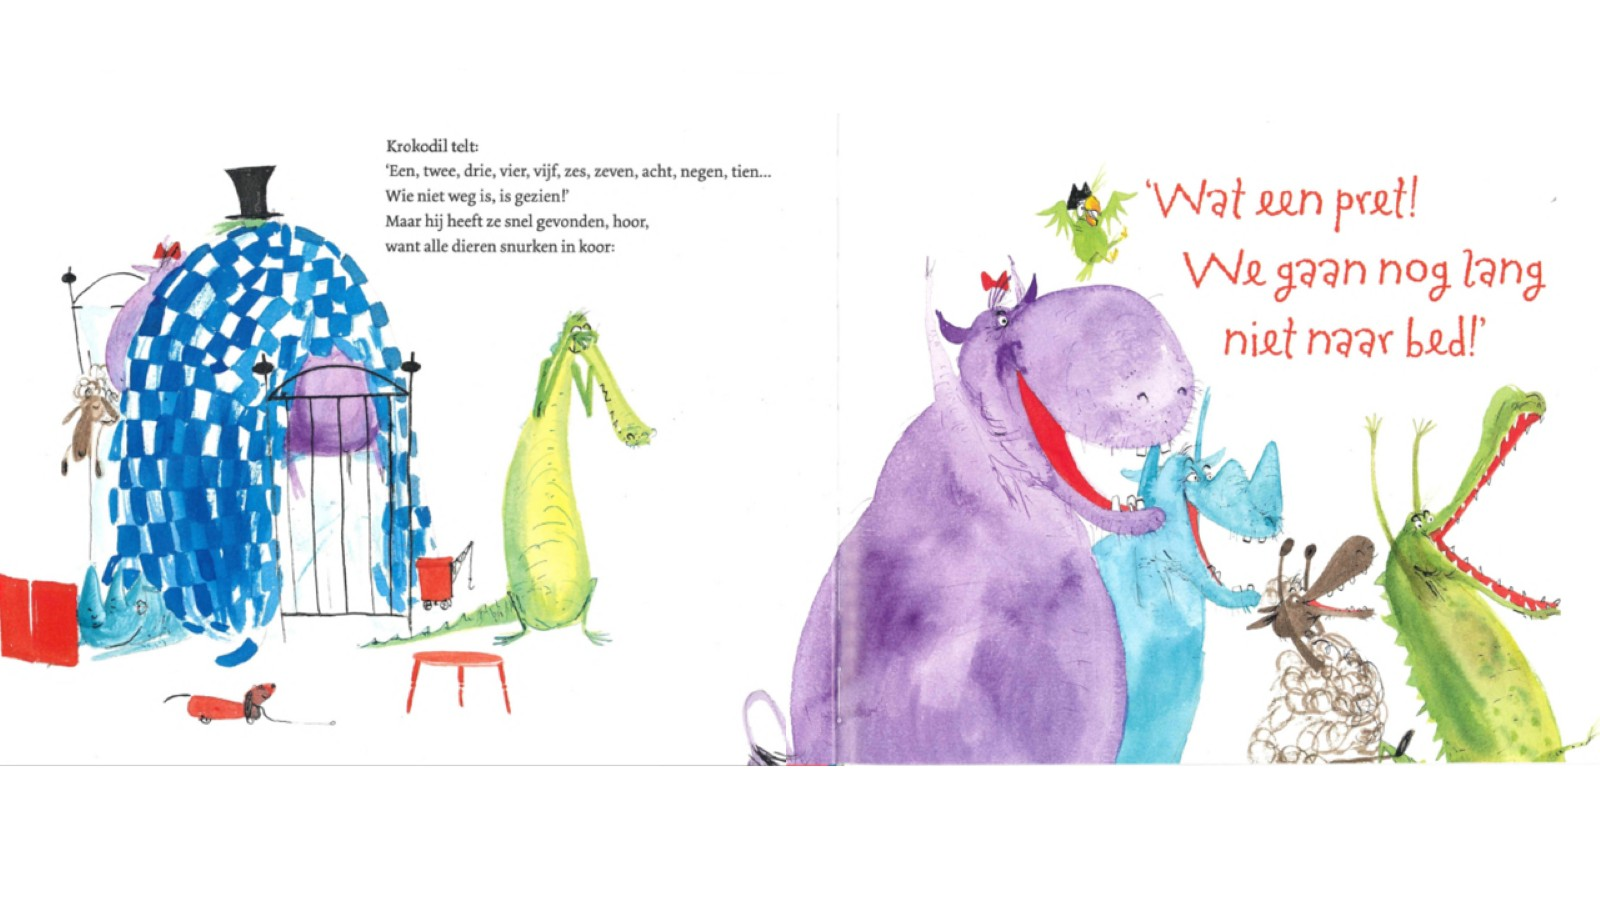 Krokodil telt:
‘Een, twee, drie, vier, vijf, zes, zeven, acht, negen, tien...
Wie niet weg is, is gezien!’
Maar hij heeft ze snel gevonden, hoor,
want alle dieren snurken in koor:
‘Wat een pret!
We gaan nog lang
niet naar bed!’